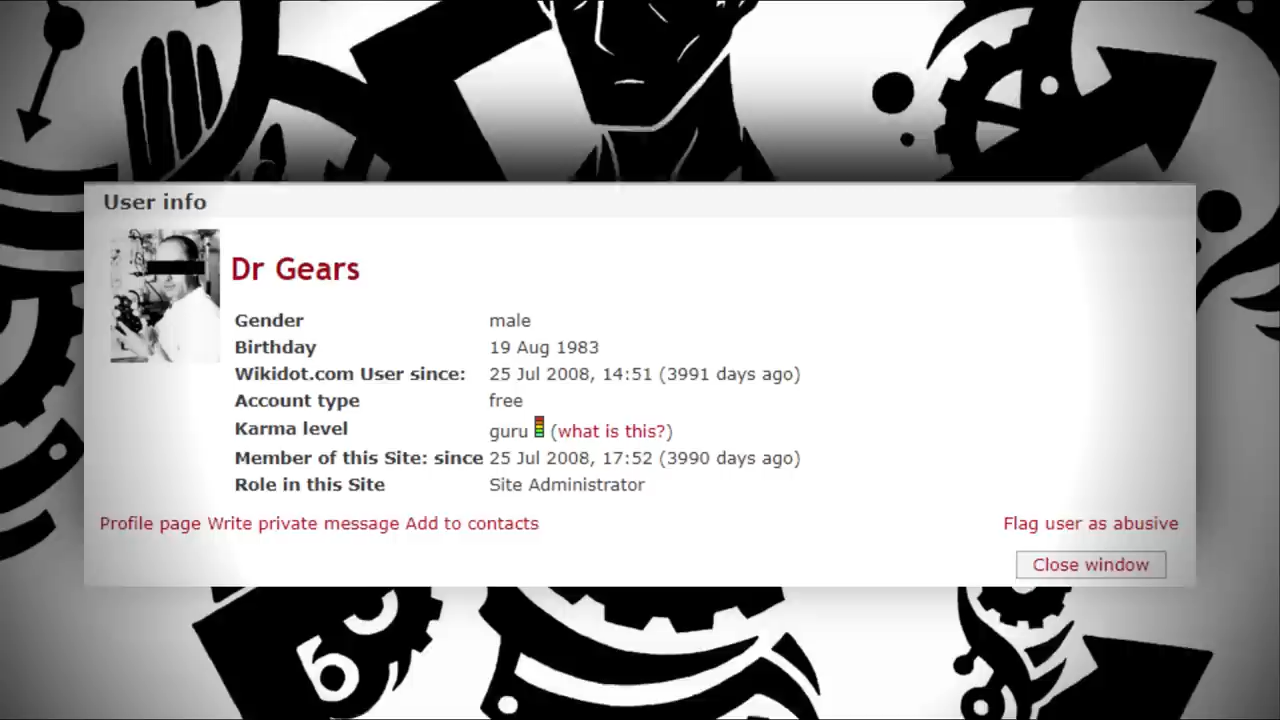 User info
Dr Gears
Gender male
Birthday 19 Aug 1983
Wikidot.com User since: 25 Jul 2008, 14:51 (3991 days ago)
Account type free
Karma level guru (what is this?)
Member of this Site: since 25 Jul 2008, 17:52 (3990 days ago)
Role in this Site Site Administrator
Profile page Write private message Add to contacts Flag user as abusive
Close window
6